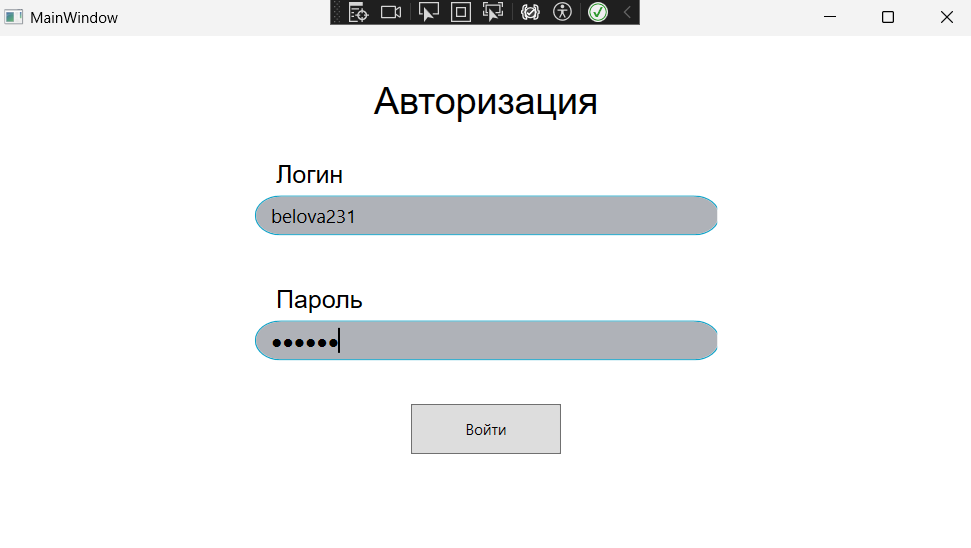 MainWindow
Авторизация
Логин
belova231
Пароль
••••••
Войти